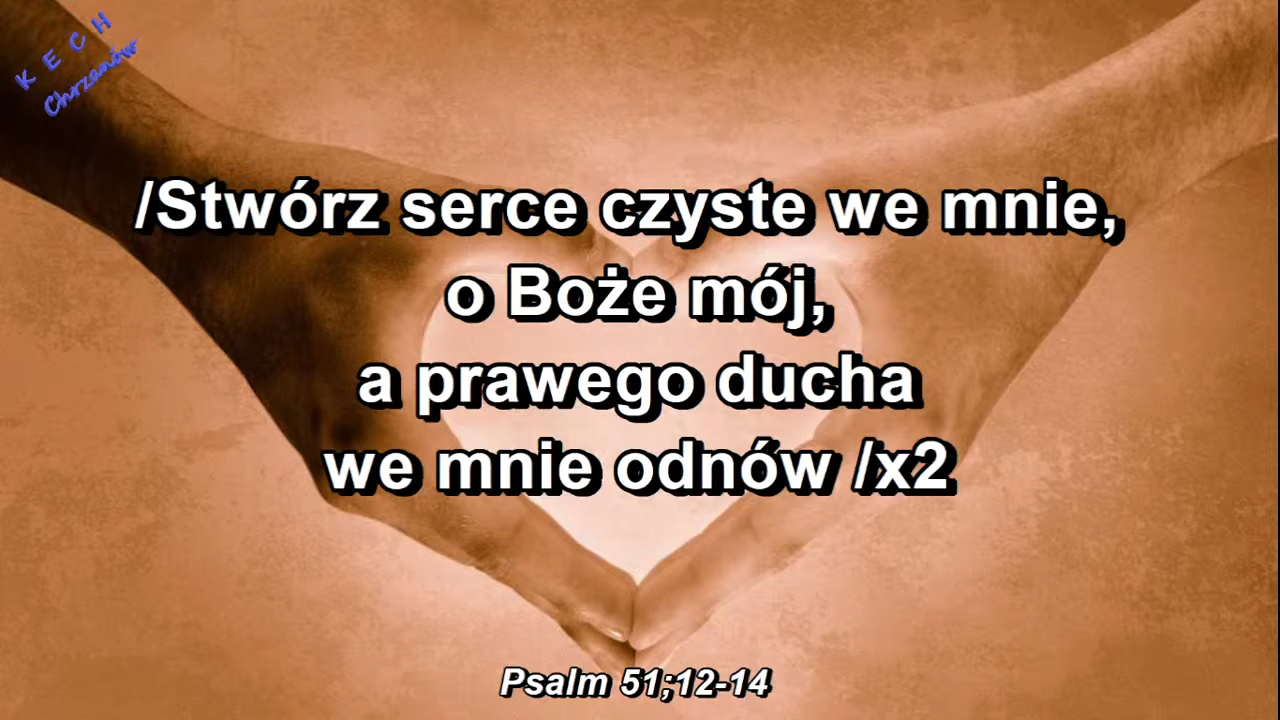 K E C H
Chrzanów
/Stwórz serce czyste we mnie,
o Boże mój,
a prawego ducha
we mnie odnów /x2
Psalm 51;12-14